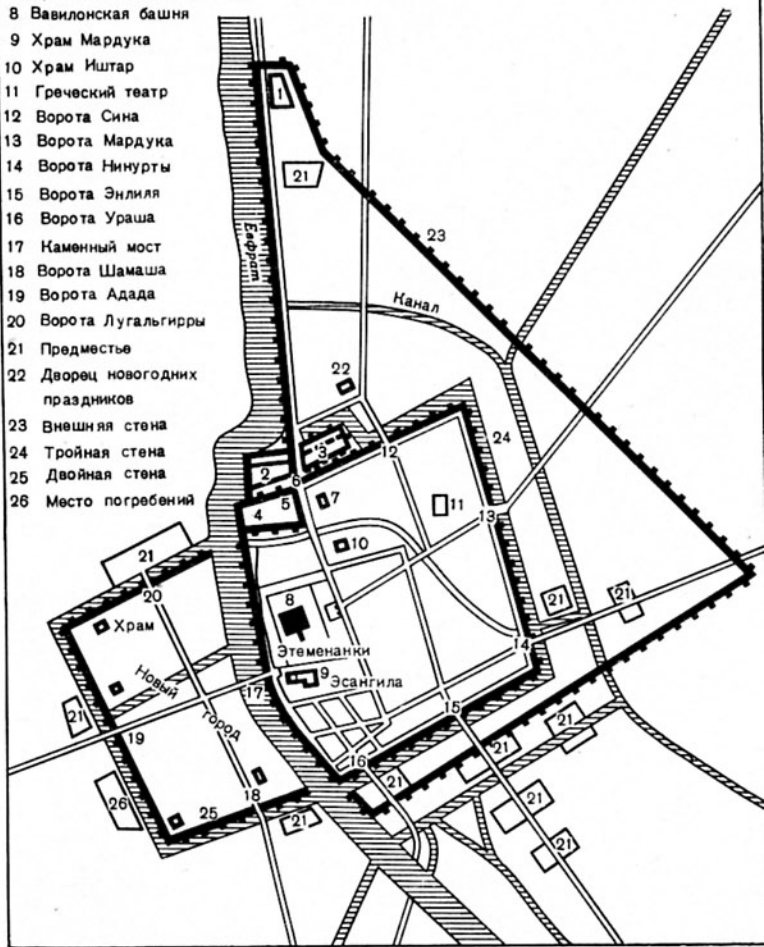 8 Вавилонская башня
9 Храм Мардука
10 Храм Иштар
11 Греческий театр
12 Ворота Сина
13 Ворота Мардука
14 Ворота Нинурты
15 Ворота Энлиля
16 Ворота Ураша
17 Каменный мост
18 Ворота Шамаша
19 Ворота Адада
20 Ворота Лугальгирры
21 Предместье
22 Дворец новогодних
праздников
23 Внешняя стена
24 Тройная стена
25 Двойная стена
26 Место погребений
1
21
23
Евфрат
Канал
22
3
12
24
2
6
5
7
4
11
13
10
21
20
8
21
21
Храм
Этеменанки
14
9
Эсангила
Новый
город
17
21
19
15
21
21
16
18
21
26
25
21
21
21